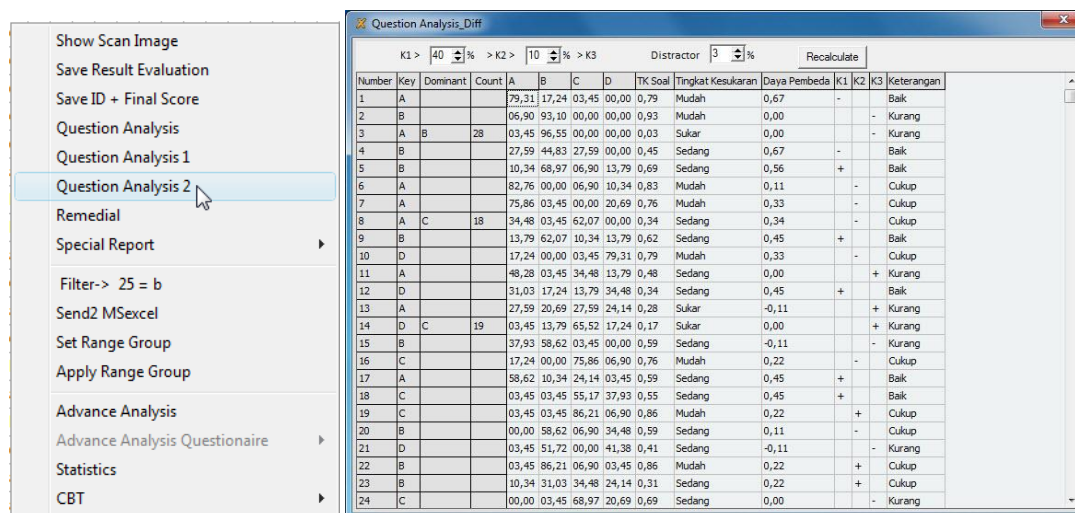 Show Scan Image
Save Result Evaluation
Save ID + Final Score
Question Analysis
Question Analysis 1
Question Analysis 2
Remedial
Special Report
Filter-> 25 = b
Send2 MSexcel
Set Range Group
Apply Range Group
Advance Analysis
Advance Analysis Questionaire
Statistics
CBT
Question Analysis_Diff
K1 > 40 % > K2 > 10 % > K3 Distractor 3 % Recalculate
Number Key Dominant Count A B C D TK Soal Tingkat Kesukaran Daya Pembeda K1 K2 K3 Keterangan
1 A 79,31 17,24 03,45 00,00 0,79 Mudah 0,67 - Baik
2 B 06,90 93,10 00,00 00,00 0,93 Mudah 0,00 - Kurang
3 A B 28 03,45 96,55 00,00 00,00 0,03 Sukar 0,00 - Kurang
4 B 27,59 44,83 27,59 00,00 0,45 Sedang 0,67 - Baik
5 B 10,34 68,97 06,90 13,79 0,69 Sedang 0,56 + Baik
6 A 82,76 00,00 06,90 10,34 0,83 Mudah 0,11 - Cukup
7 A 75,86 03,45 00,00 20,69 0,76 Mudah 0,33 - Cukup
8 A C 18 34,48 03,45 62,07 00,00 0,34 Sedang 0,34 - Cukup
9 B 13,79 62,07 10,34 13,79 0,62 Sedang 0,45 + Baik
10 D 17,24 00,00 03,45 79,31 0,79 Mudah 0,33 - Cukup
11 A 48,28 03,45 34,48 13,79 0,48 Sedang 0,00 + Kurang
12 D 31,03 17,24 13,79 34,48 0,34 Sedang 0,45 + Baik
13 A 27,59 20,69 27,59 24,14 0,28 Sukar -0,11 + Kurang
14 D C 19 03,45 13,79 65,52 17,24 0,17 Sukar 0,00 + Kurang
15 B 37,93 58,62 03,45 00,00 0,59 Sedang -0,11 - Kurang
16 C 17,24 00,00 75,86 06,90 0,76 Mudah 0,22 - Cukup
17 A 58,62 10,34 24,14 03,45 0,59 Sedang 0,45 + Baik
18 C 03,45 03,45 55,17 37,93 0,55 Sedang 0,45 + Baik
19 C 03,45 03,45 86,21 06,90 0,86 Mudah 0,22 + Cukup
20 B 00,00 58,62 06,90 34,48 0,59 Sedang 0,11 - Cukup
21 D 03,45 51,72 00,00 41,38 0,41 Sedang -0,11 - Kurang
22 B 03,45 86,21 06,90 03,45 0,86 Mudah 0,22 + Cukup
23 B 10,34 31,03 34,48 24,14 0,31 Sedang 0,22 + Cukup
24 C 00,00 03,45 68,97 20,69 0,69 Sedang 0,00 - Kurang